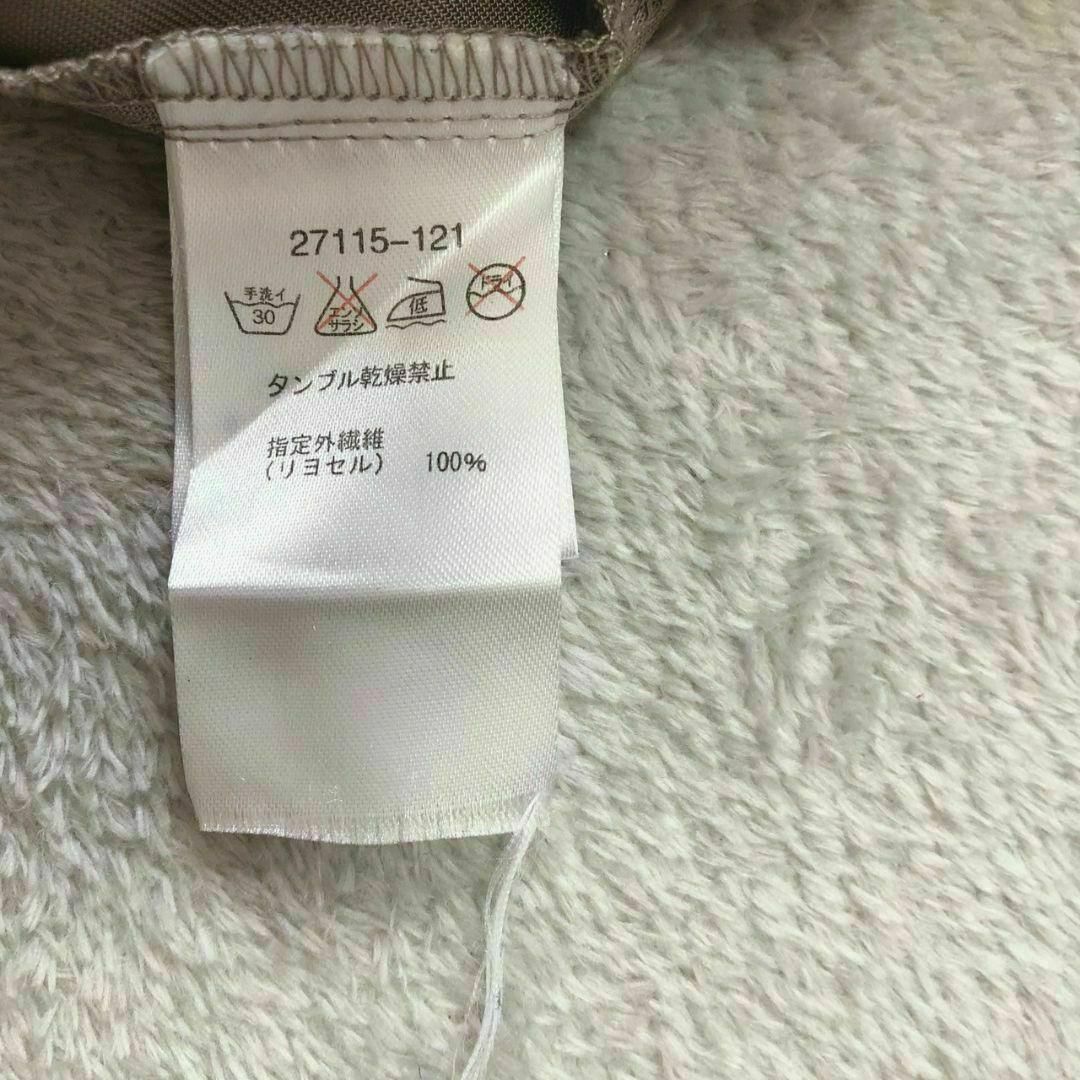 27115-121
手洗イ
30
エンソ
サラシ
低
ドライ
タンブル乾燥禁止
指定外繊維
(リヨセル) 100%